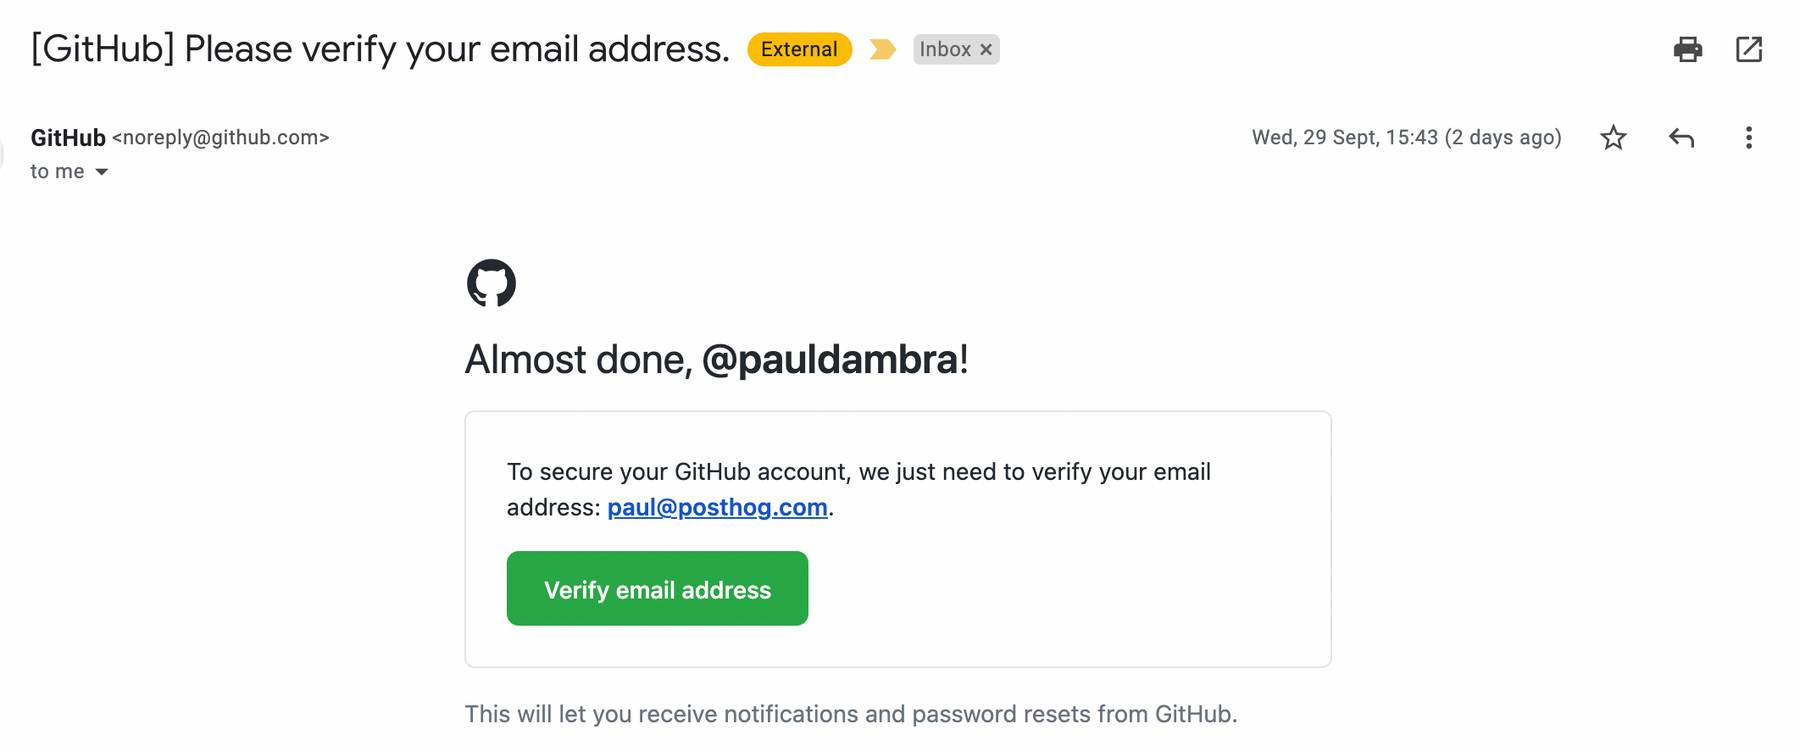 [GitHub] Please verify your email address. External Inbox ×
GitHub <noreply@github.com> Wed, 29 Sept, 15:43 (2 days ago)
to me
Almost done, @pauldambra!
To secure your GitHub account, we just need to verify your email
address: paul@posthog.com.
Verify email address
This will let you receive notifications and password resets from GitHub.